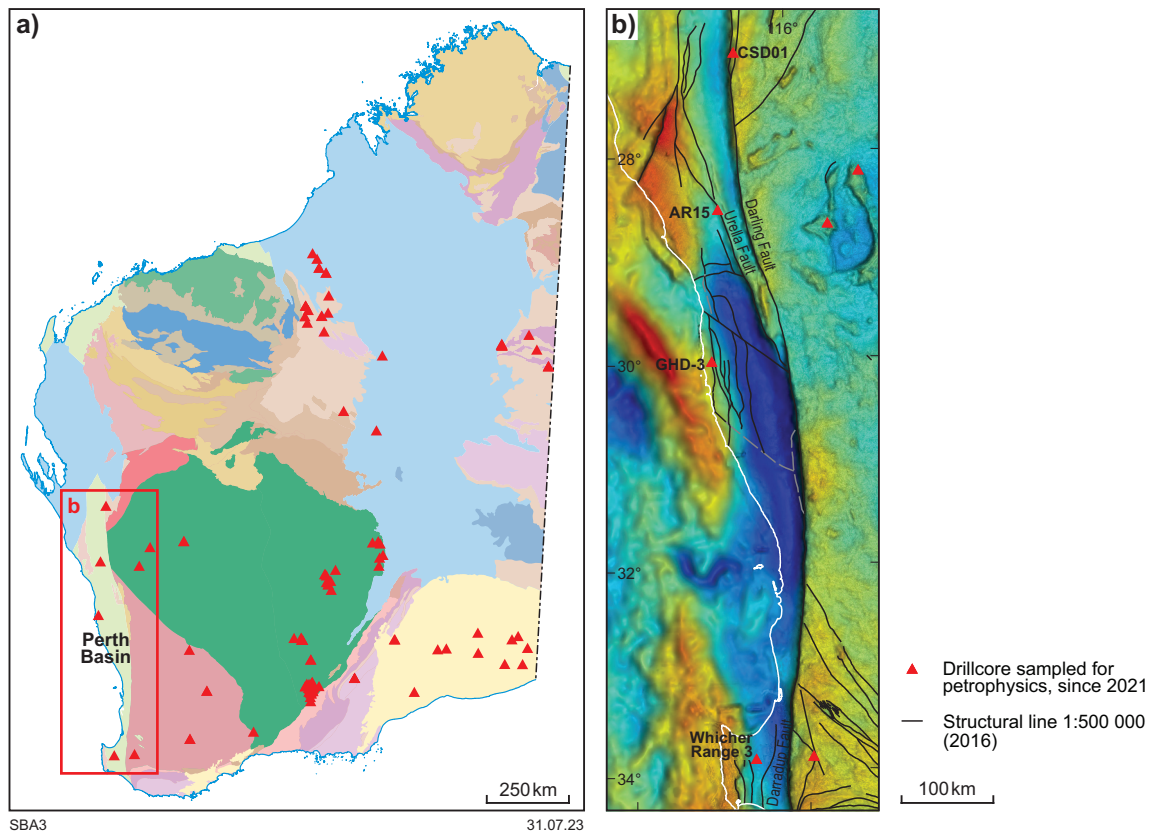 a)
b
Perth
Basin
250 km
SBA3
31.07.23
b)
116°
CSD01
28°
AR15
Urella Fault
Darling Fault
GHD-3
30°
32°
Whicher
Range 3
Darradup Fault
34°
Drillcore sampled for
petrophysics, since 2021
Structural line 1:500 000
(2016)
100 km